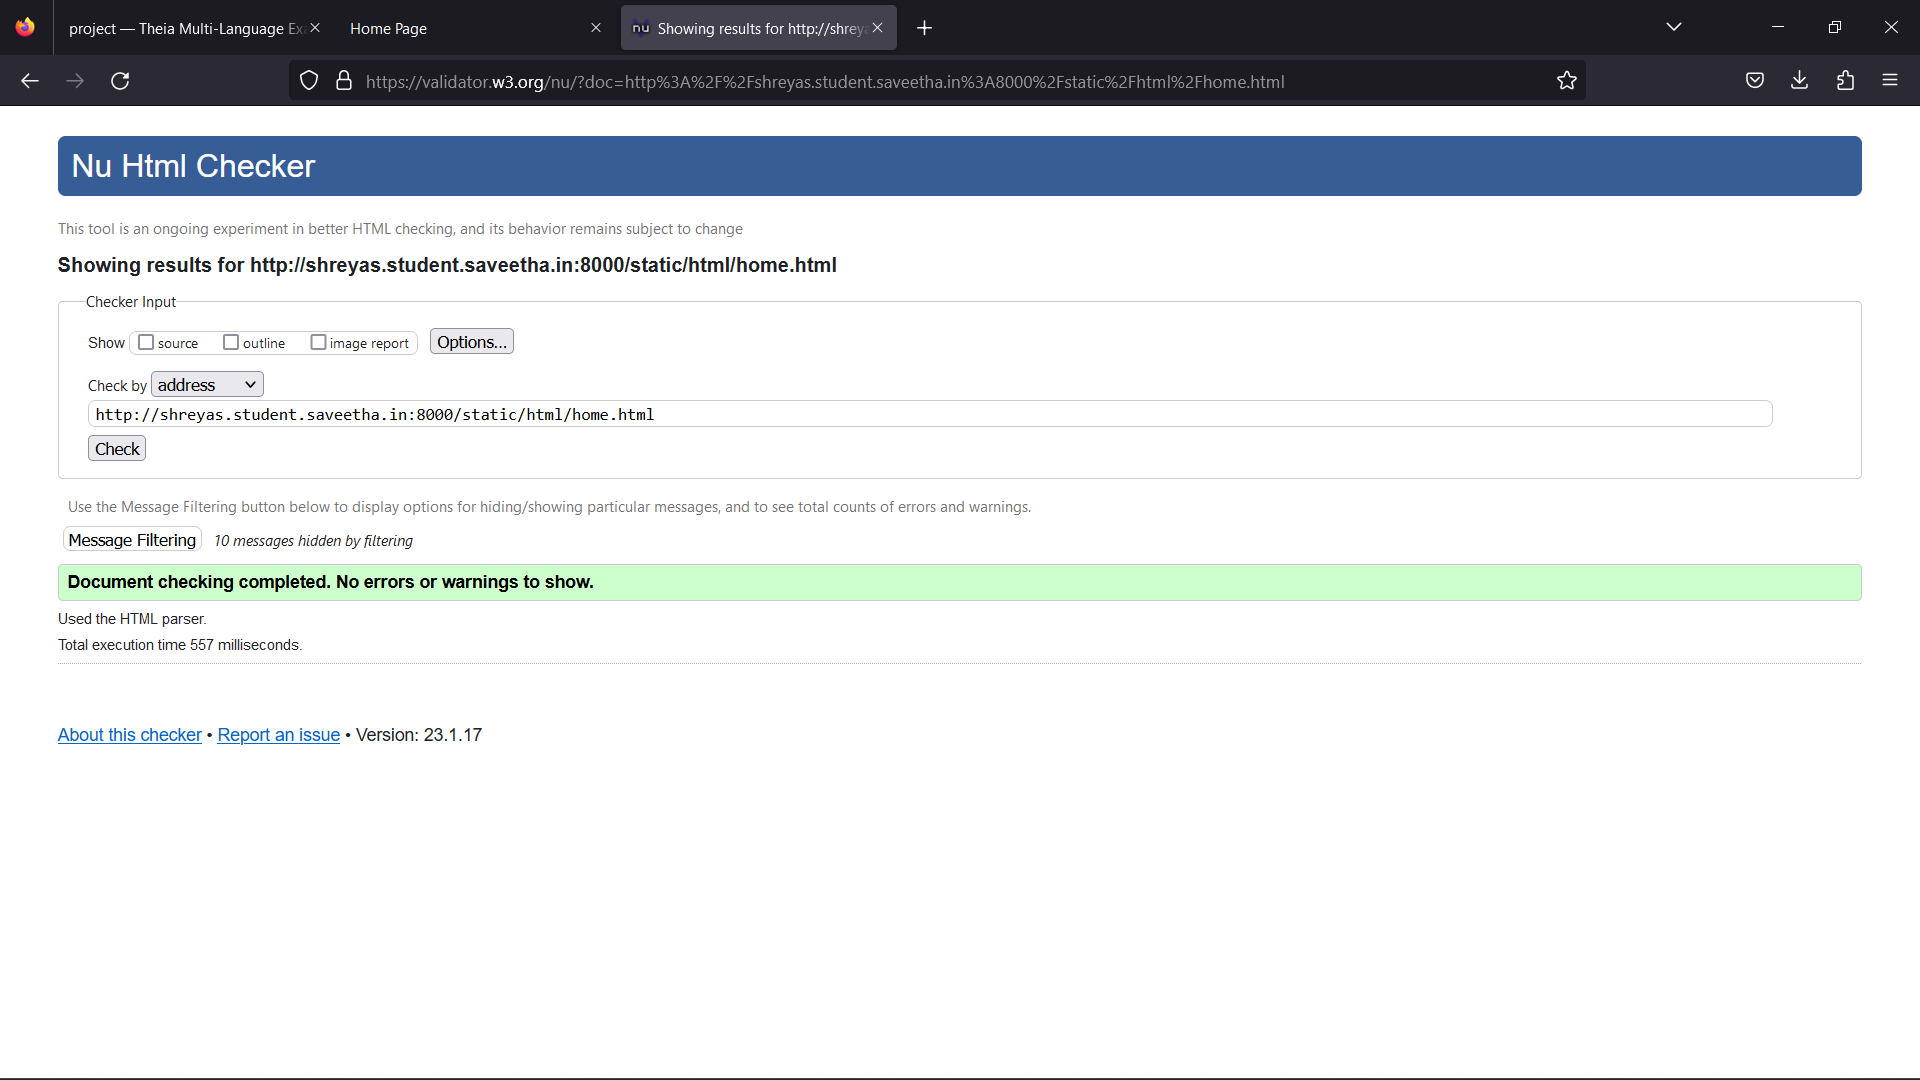 project — Theia Multi-Language Ex
Home Page
nu Showing results for http://shrey
https://validator.w3.org/nu/?doc=http%3A%2F%2Fshreyas.student.saveetha.in%3A8000%2Fstatic%2Fhtml%2Fhome.html
Nu Html Checker
This tool is an ongoing experiment in better HTML checking, and its behavior remains subject to change
Showing results for http://shreyas.student.saveetha.in:8000/static/html/home.html
Checker Input
Show source outline image report Options...
Check by address
http://shreyas.student.saveetha.in:8000/static/html/home.html
Check
Use the Message Filtering button below to display options for hiding/showing particular messages, and to see total counts of errors and warnings.
Message Filtering 10 messages hidden by filtering
Document checking completed. No errors or warnings to show.
Used the HTML parser.
Total execution time 557 milliseconds.
About this checker • Report an issue • Version: 23.1.17